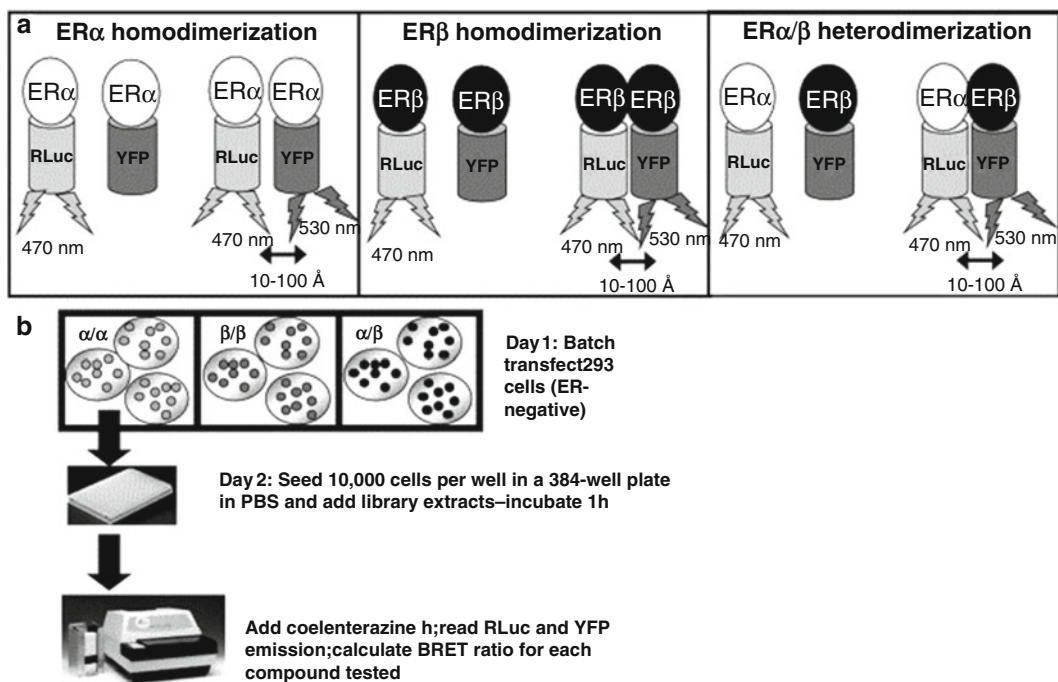 a
ERα homodimerization
ERα
ERα
ERα
ERα
RLuc
YFP
RLuc
YFP
470 nm
470 nm
530 nm
10-100 Å
ERβ homodimerization
ERβ
ERβ
ERβ
ERβ
RLuc
YFP
RLuc
YFP
470 nm
470 nm
530 nm
10-100 Å
ERα/β heterodimerization
ERα
ERβ
ERα
ERβ
RLuc
YFP
RLuc
YFP
470 nm
470 nm
530 nm
10-100 Å
b
α/α
β/β
α/β
Day 1: Batch
transfect293
cells (ER-
negative)
Day 2: Seed 10,000 cells per well in a 384-well plate
in PBS and add library extracts–incubate 1h
Add coelenterazine h;read RLuc and YFP
emission;calculate BRET ratio for each
compound tested